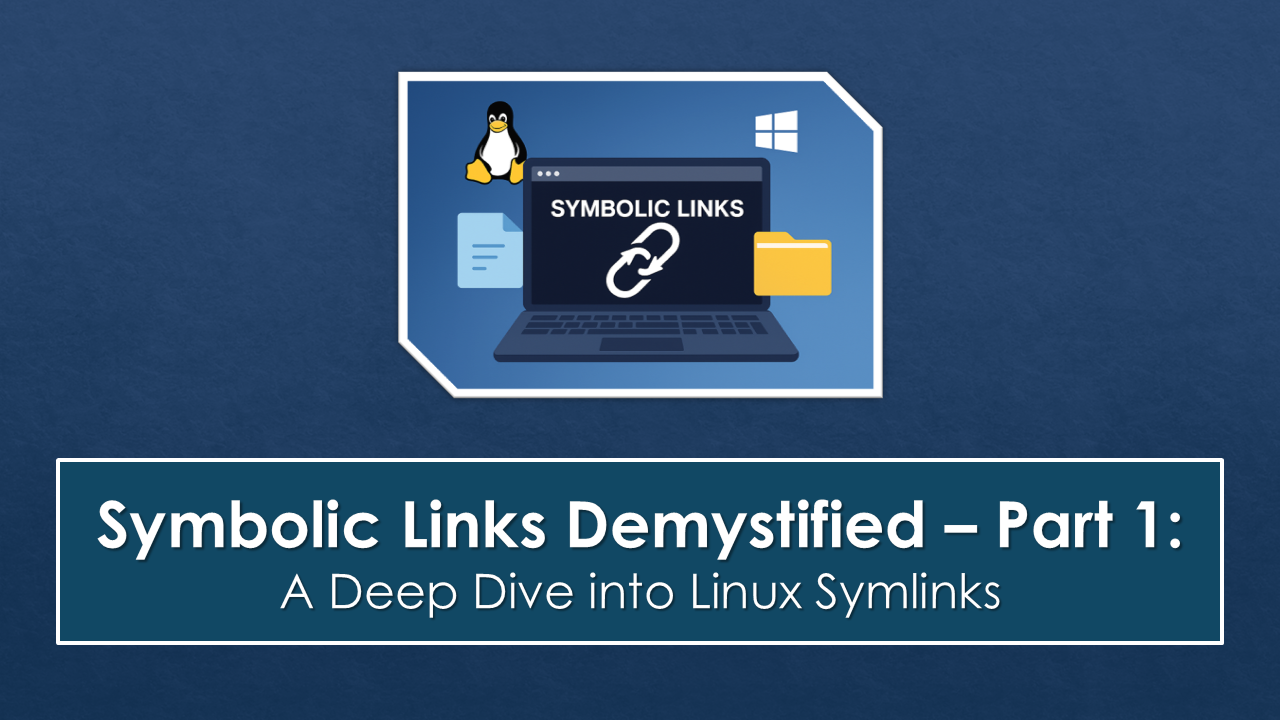 SYMBOLIC LINKS
Symbolic Links Demystified – Part 1:
A Deep Dive into Linux Symlinks